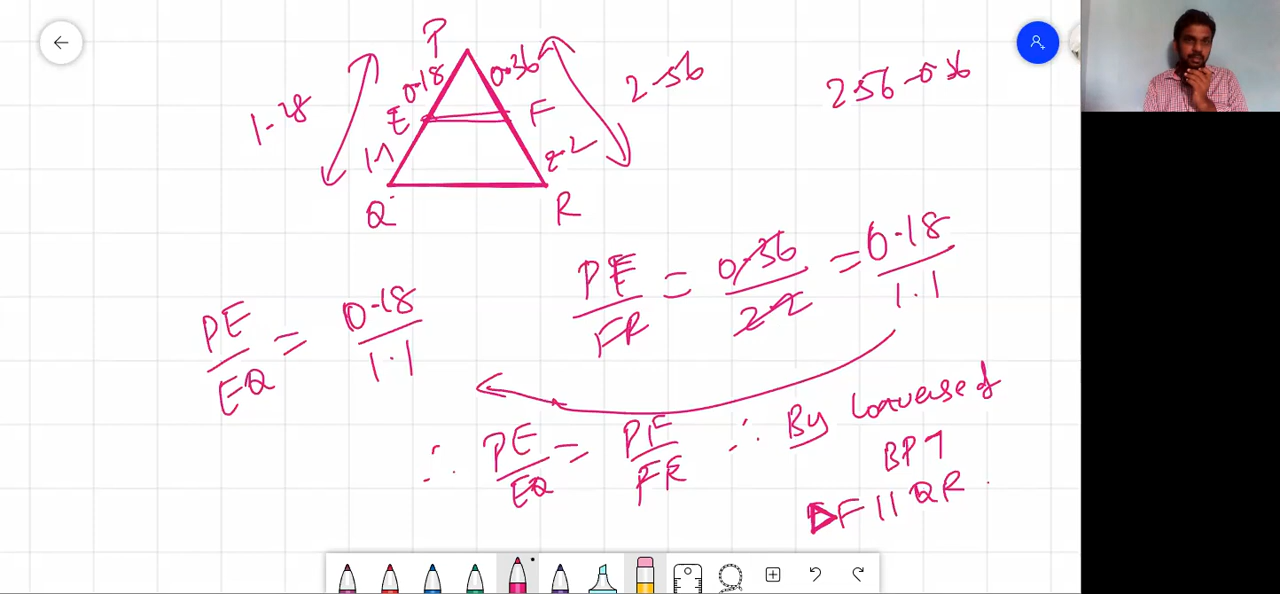 P
0.18 0.36 2.56 2.56-0.36
1.28
E F
1.1 2.2
Q R
PE/EQ = 0.18/1.1
PF/FR = 0.36/2.2 = 0.18/1.1
∴ PE/EQ = PF/FR ∴ By Converse of
BPT
EF || QR.